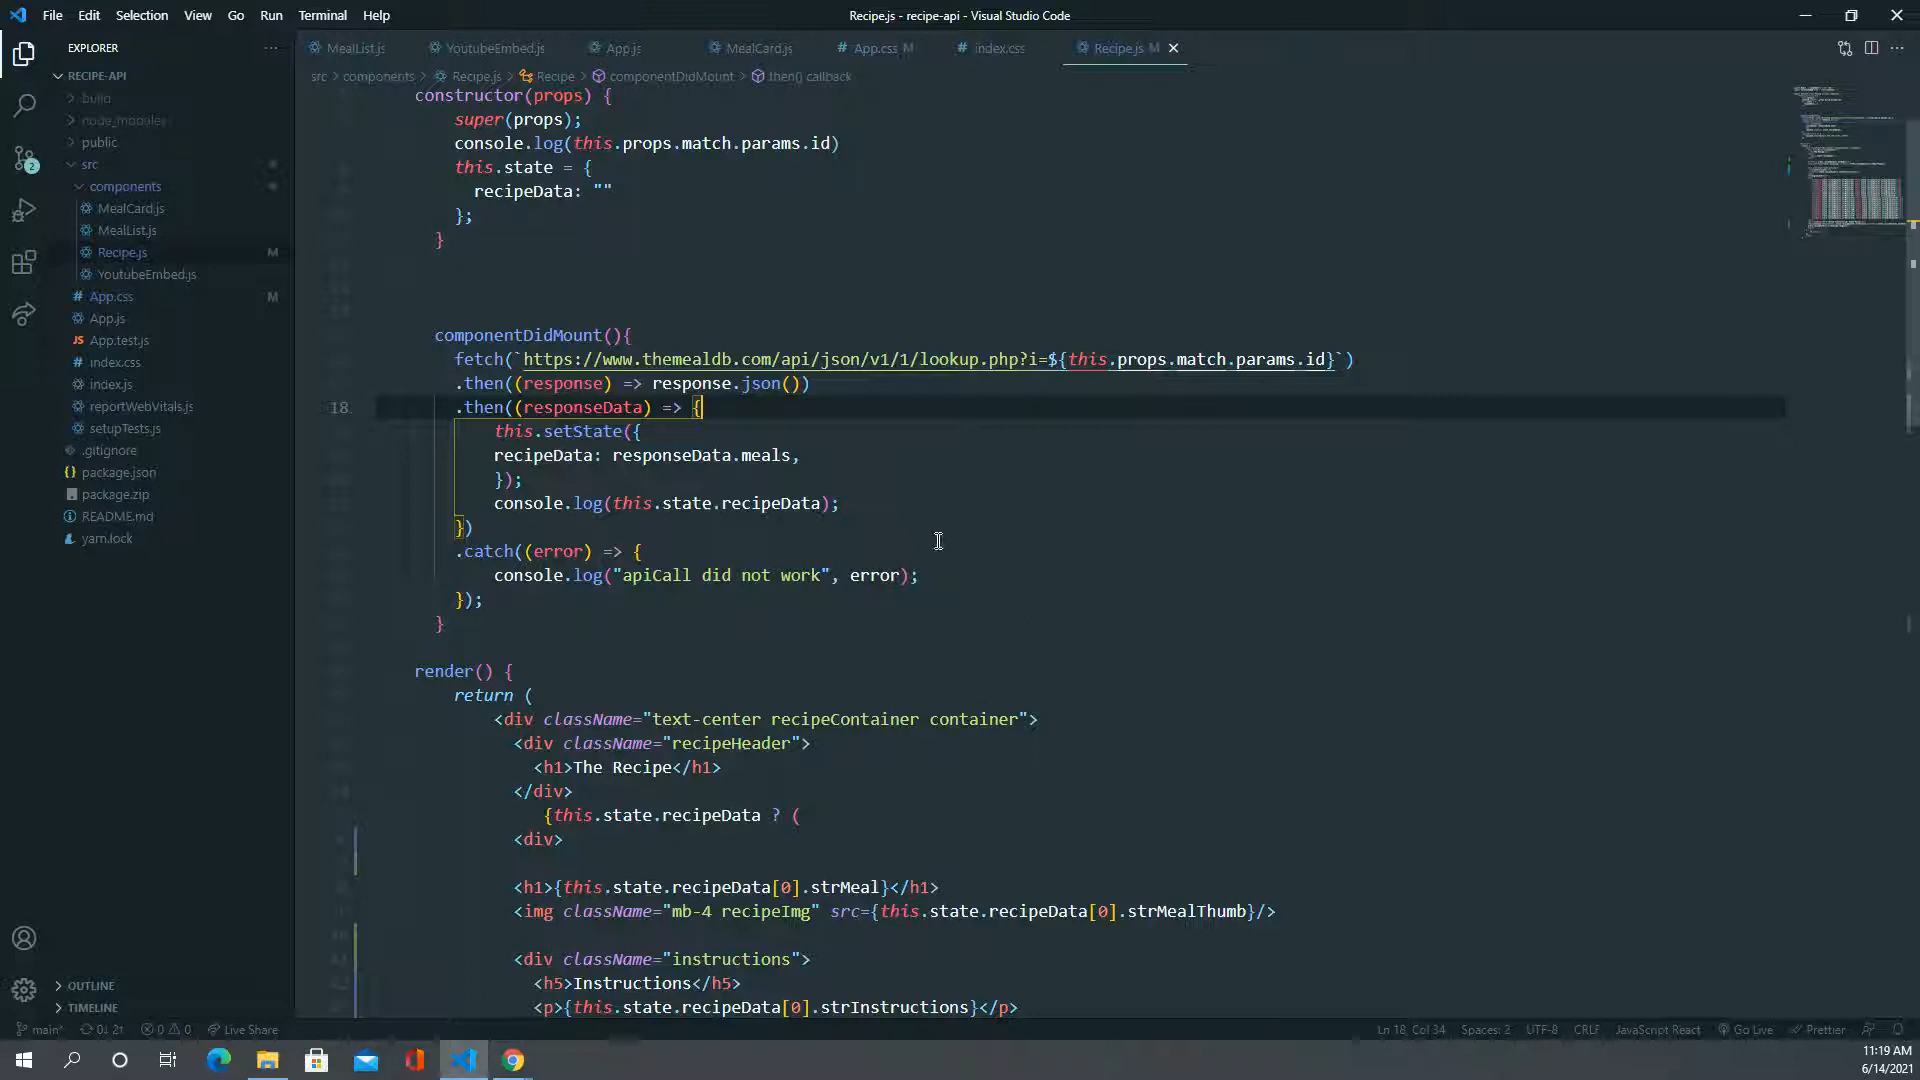 File Edit Selection View Go Run Terminal Help
Recipe.js - recipe-api - Visual Studio Code
EXPLORER
MealList.js YoutubeEmbed.js App.js MealCard.js App.css M index.css Recipe.js M
RECIPE-API
src > components > Recipe.js > Recipe > componentDidMount > .then() callback
build
node_modules
public
src
components
MealCard.js
MealList.js
Recipe.js M
YoutubeEmbed.js
App.css M
App.js
JS App.test.js
index.css
index.js
reportWebVitals.js
setupTests.js
.gitignore
package.json
package.zip
README.md
yarn.lock
OUTLINE
TIMELINE
constructor(props) {
super(props);
console.log(this.props.match.params.id)
this.state = {
recipeData: ""
};
}
componentDidMount(){
fetch(`https://www.themealdb.com/api/json/v1/1/lookup.php?i=${this.props.match.params.id}`)
.then((response) => response.json())
18 .then((responseData) => {
this.setState({
recipeData: responseData.meals,
});
console.log(this.state.recipeData);
})
.catch((error) => {
console.log("apiCall did not work", error);
});
}
render() {
return (
<div className="text-center recipeContainer container">
<div className="recipeHeader">
<h1>The Recipe</h1>
</div>
{this.state.recipeData ? (
<div>
<h1>{this.state.recipeData[0].strMeal}</h1>
<img className="mb-4 recipeImg" src={this.state.recipeData[0].strMealThumb}/>
<div className="instructions">
<h5>Instructions</h5>
<p>{this.state.recipeData[0].strInstructions}</p>
2
main* 0↓ 2↑ 0 0 Live Share
Ln 18, Col 34 Spaces: 2 UTF-8 CRLF JavaScript React Go Live Prettier
11:19 AM
6/14/2021